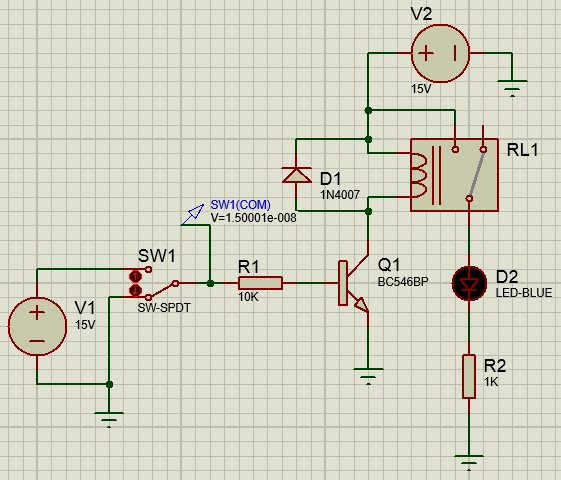 V2
15V
RL1
D1
1N4007
SW1(COM)
V=1.50001e-008
SW1
R1
10K
Q1
BC546BP
D2
LED-BLUE
V1
15V
SW-SPDT
R2
1K